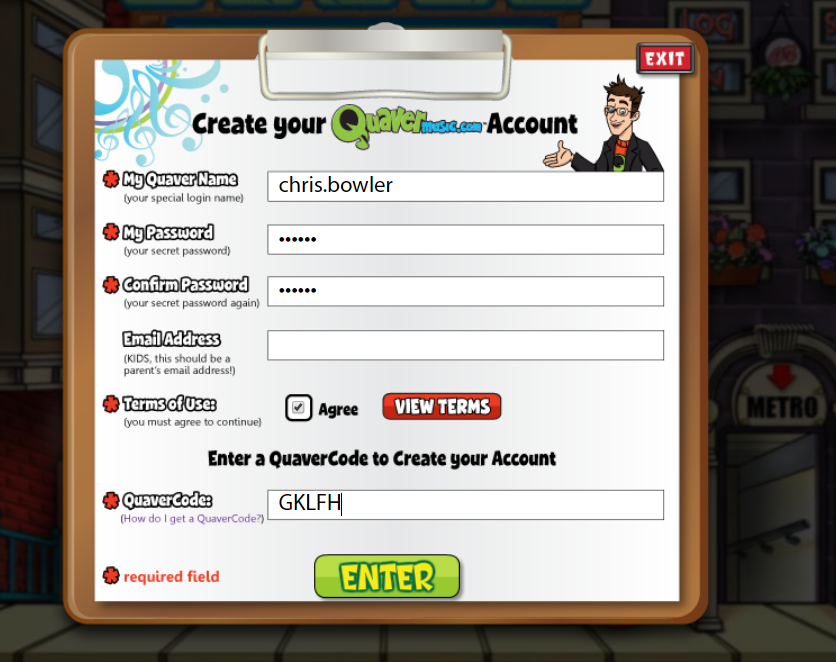 EXIT
Create your Quavermusic.com™ Account
My Quaver Name
chris.bowler
(your special login name)
My Password
••••••
(your secret password)
Confirm Password
••••••
(your secret password again)
Email Address
(KIDS, this should be a
parent's email address!)
Terms of Use:
Agree
VIEW TERMS
(you must agree to continue)
Enter a QuaverCode to Create your Account
QuaverCode:
GKLFH
(How do I get a QuaverCode?)
required field
ENTER
METRO